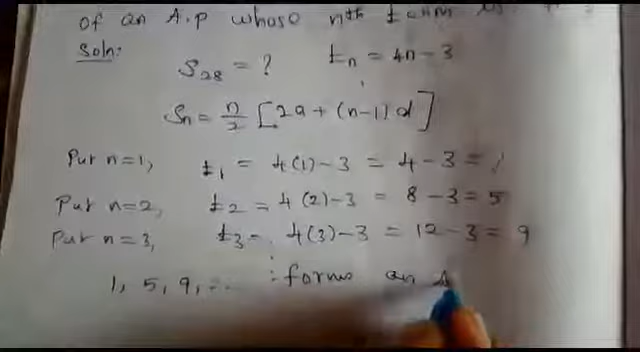 of an A.p whose nth term is
Soln:
S28 = ? tn = 4n - 3
Sn = n/2 [2a + (n-1) d]
Put n=1, t1 = 4(1)-3 = 4-3 = 1
Put n=2, t2 = 4(2)-3 = 8-3 = 5
Put n=3, t3 = 4(3)-3 = 12-3 = 9
1, 5, 9, ... forms an A